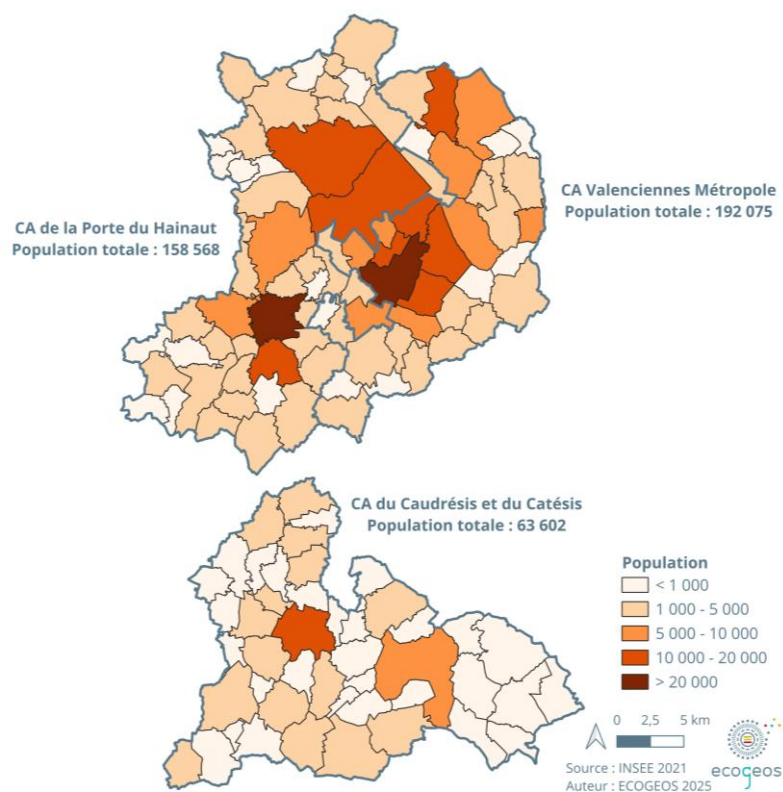 CA Valenciennes Métropole
Population totale : 192 075
CA de la Porte du Hainaut
Population totale : 158 568
CA du Caudrésis et du Catésis
Population totale : 63 602
Population
< 1 000
1 000 - 5 000
5 000 - 10 000
10 000 - 20 000
> 20 000
0 2,5 5 km
Source : INSEE 2021
Auteur : ECOGEOS 2025
ecogeos